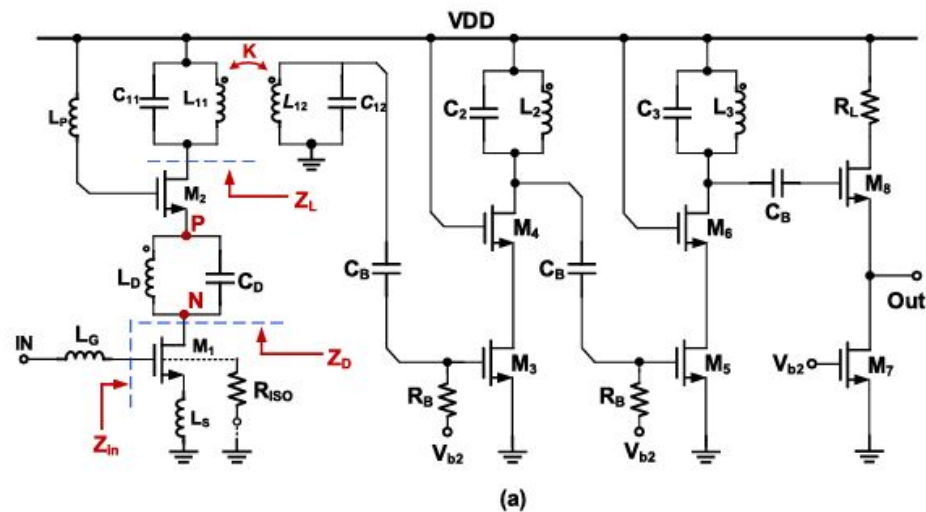 VDD
K
C11
L11
L12
C12
LP
M2
ZL
P
LD
CD
N
ZD
IN
LG
M1
RISO
LS
Zin
CB
C2
L2
M4
M3
RB
Vb2
CB
C3
L3
M6
M5
RB
Vb2
CB
RL
M8
Out
Vb2
M7
(a)